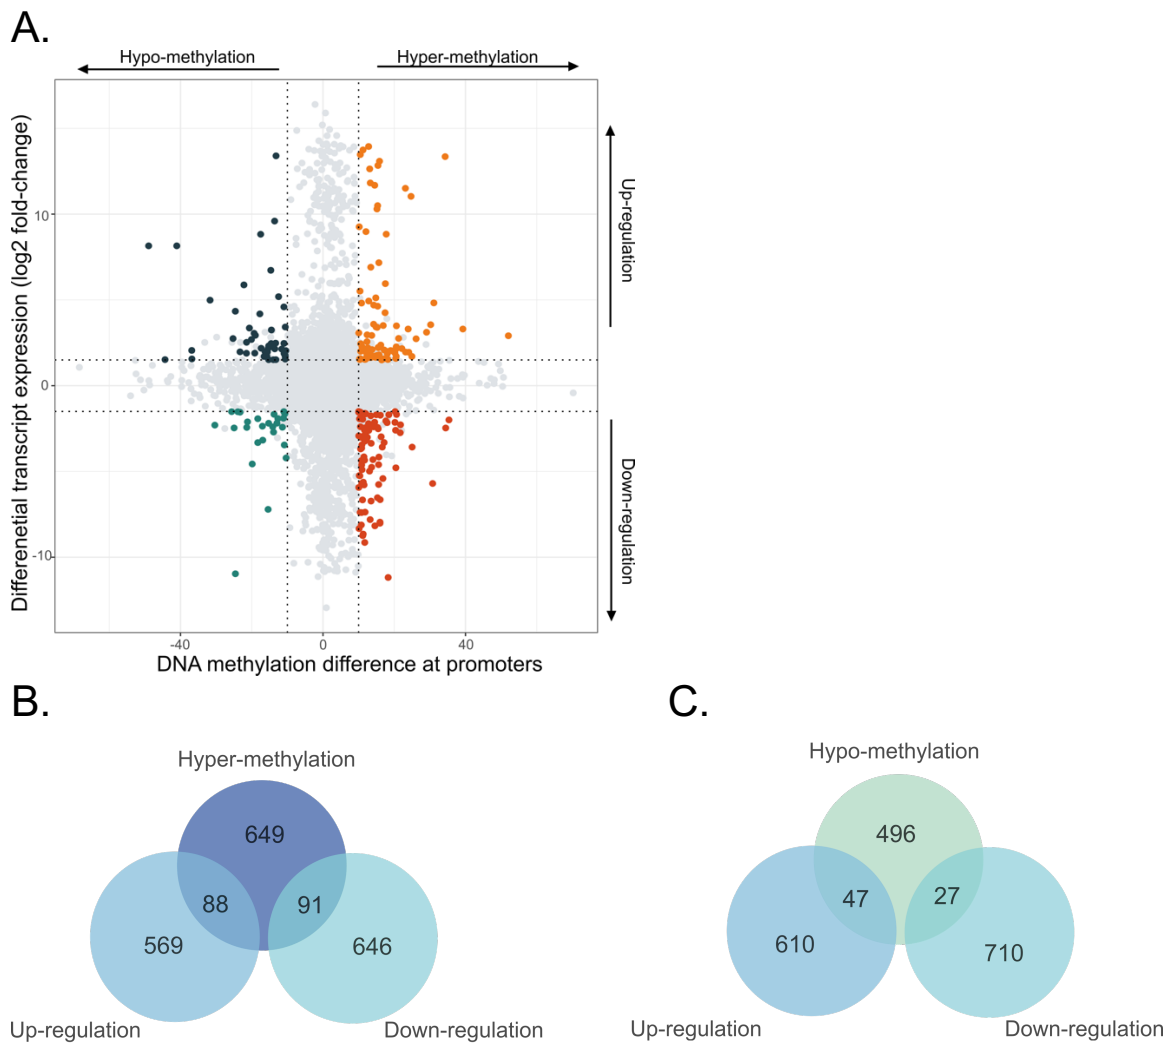 A.
Hypo-methylation
Hyper-methylation
Differenetial transcript expression (log2 fold-change)
10
0
-10
Up-regulation
Down-regulation
-40
0
40
DNA methylation difference at promoters
B.
C.
Hyper-methylation
649
88
91
569
646
Up-regulation
Down-regulation
Hypo-methylation
496
47
27
610
710
Up-regulation
Down-regulation